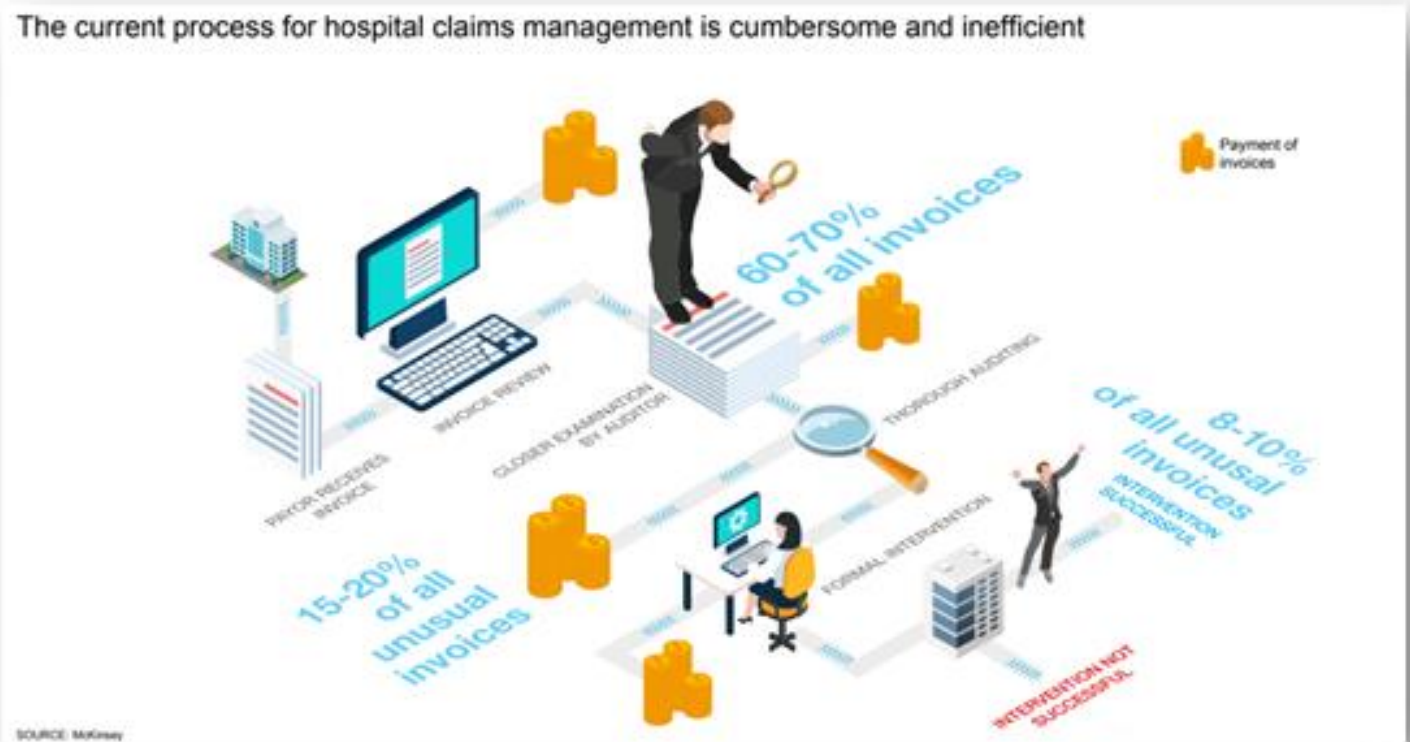 The current process for hospital claims management is cumbersome and inefficient
Payment of
invoices
60-70%
of all invoices
INVOICE REVIEW
CLOSER EXAMINATION
BY AUDITOR
THOROUGH AUDITING
PAYOR RECEIVES
INVOICE
8-10%
of all unusual
invoices
INTERVENTION
SUCCESSFUL
FORMAL INTERVENTION
15-20%
of all
unusual
invoices
INTERVENTION NOT
SUCCESSFUL
SOURCE: McKinsey